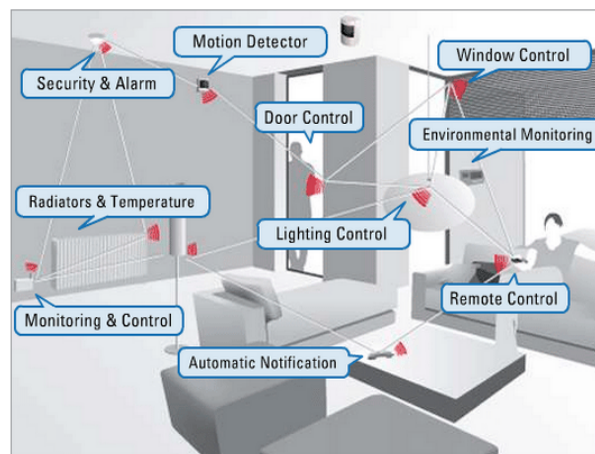 Motion Detector
Window Control
Security & Alarm
Door Control
Environmental Monitoring
Radiators & Temperature
Lighting Control
Remote Control
Monitoring & Control
Automatic Notification